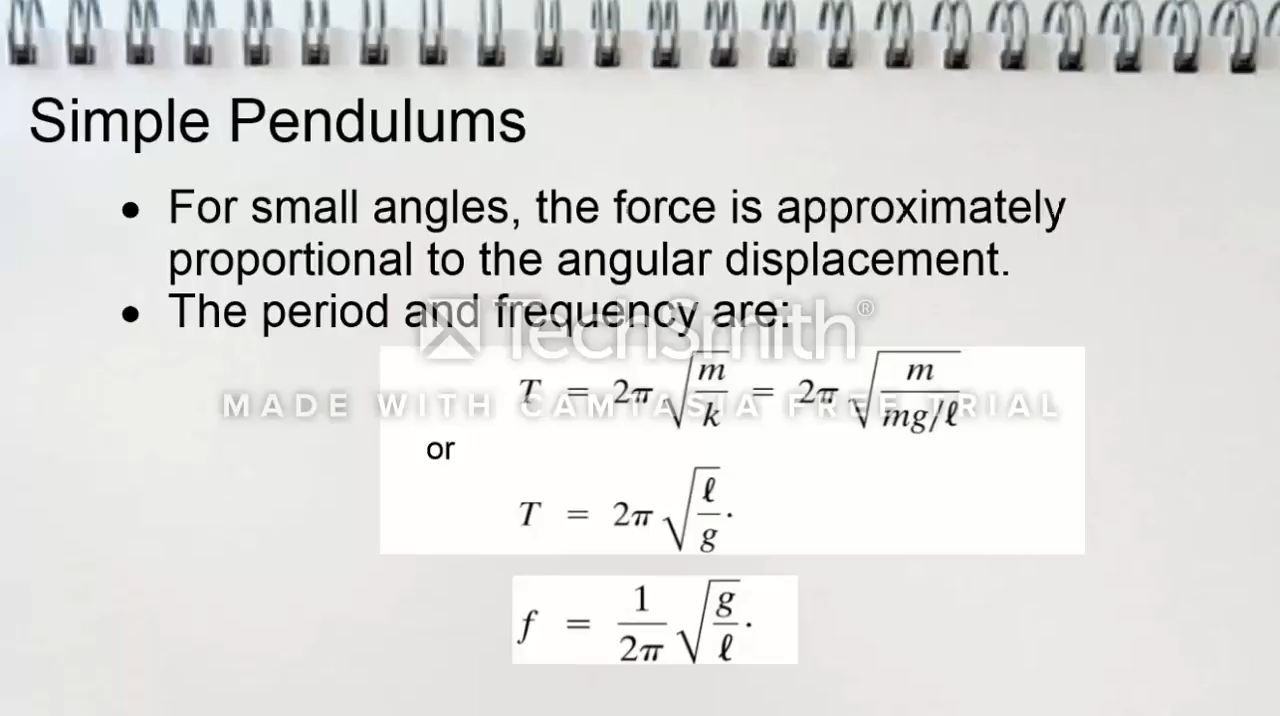 Simple Pendulums
• For small angles, the force is approximately
proportional to the angular displacement.
• The period and frequency are:
TechSmith®
T = 2π √(m/k) = 2π √(m/(mg/ℓ))
MADE WITH CAMTASIA FREE TRIAL
or
T = 2π √(ℓ/g).
f = 1/(2π) √(g/ℓ).